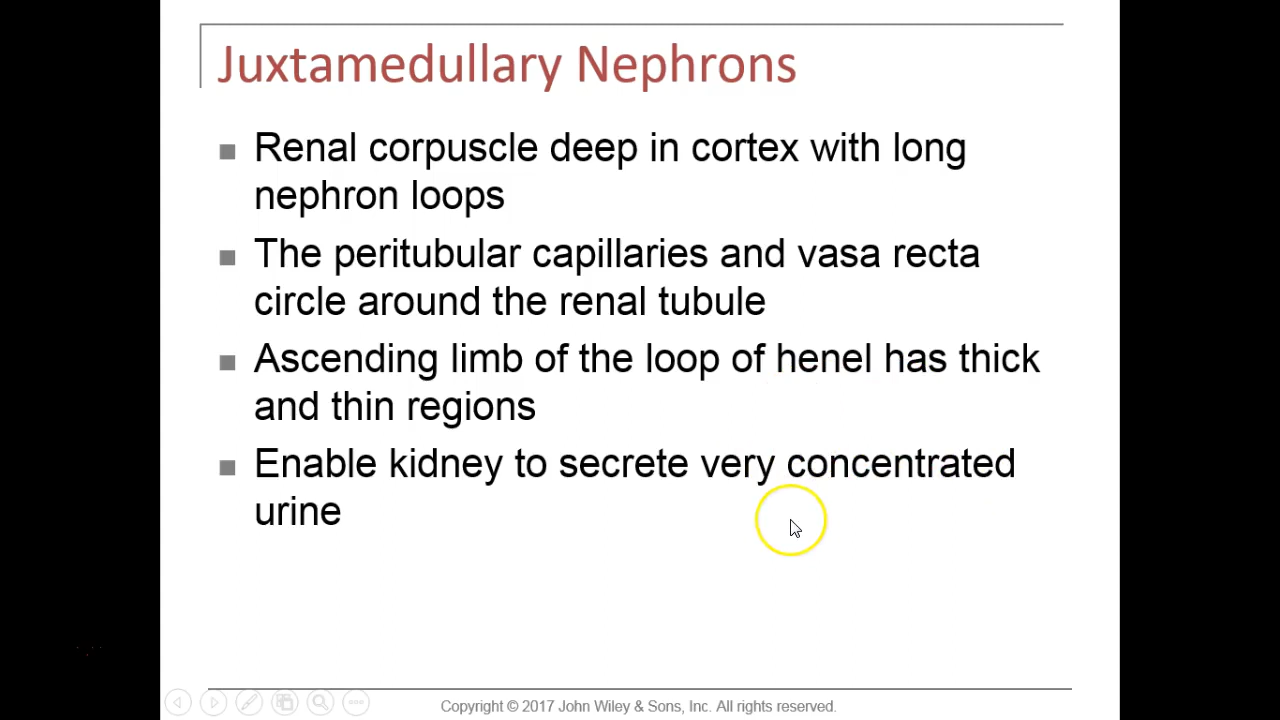 Juxtamedullary Nephrons
Renal corpuscle deep in cortex with long
nephron loops
The peritubular capillaries and vasa recta
circle around the renal tubule
Ascending limb of the loop of henel has thick
and thin regions
Enable kidney to secrete very concentrated
urine
Copyright © 2017 John Wiley & Sons, Inc. All rights reserved.